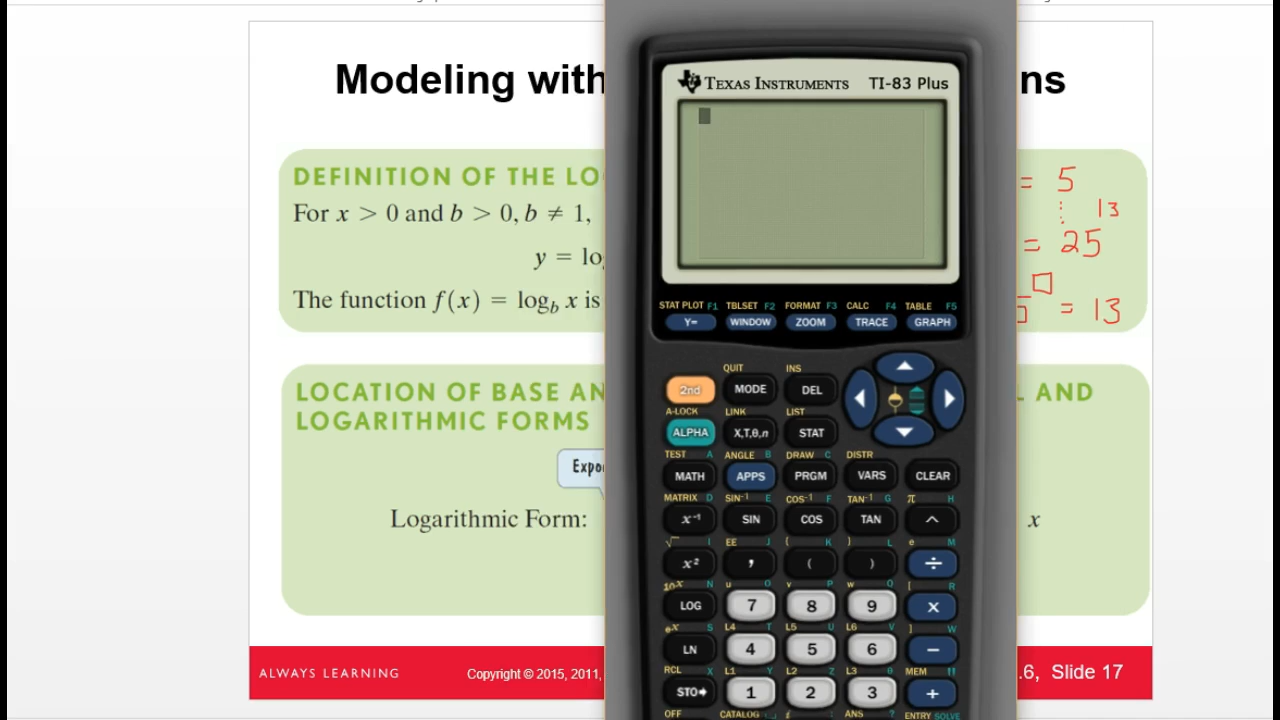 Modeling with
ns
DEFINITION OF THE LO
For x > 0 and b > 0, b ≠ 1,
y = lo
The function f(x) = log_b x is
= 5
13
= 25
= 13
LOCATION OF BASE AN
L AND
LOGARITHMIC FORMS
Expo
Logarithmic Form:
x
ALWAYS LEARNING
Copyright © 2015, 2011,
.6, Slide 17
TEXAS INSTRUMENTS TI-83 Plus
STAT PLOT F1 TBLSET F2 FORMAT F3 CALC F4 TABLE F5
Y= WINDOW ZOOM TRACE GRAPH
QUIT INS
2nd MODE DEL
A-LOCK LINK LIST
ALPHA X,T,θ,n STAT
TEST A ANGLE B DRAW C DISTR
MATH APPS PRGM VARS CLEAR
MATRIX D SIN⁻¹ E COS⁻¹ F TAN⁻¹ G π H
x⁻¹ SIN COS TAN ^
√ I EE J { K } L e M
x² , ( ) ÷
10ˣ N u O v P w Q [ R
LOG 7 8 9 X
eˣ S L4 T L5 U L6 V ] W
LN 4 5 6 −
RCL X L1 Y L2 Z L3 θ MEM "
STO➔ 1 2 3 +
OFF CATALOG i ANS ? ENTRY SOLVE